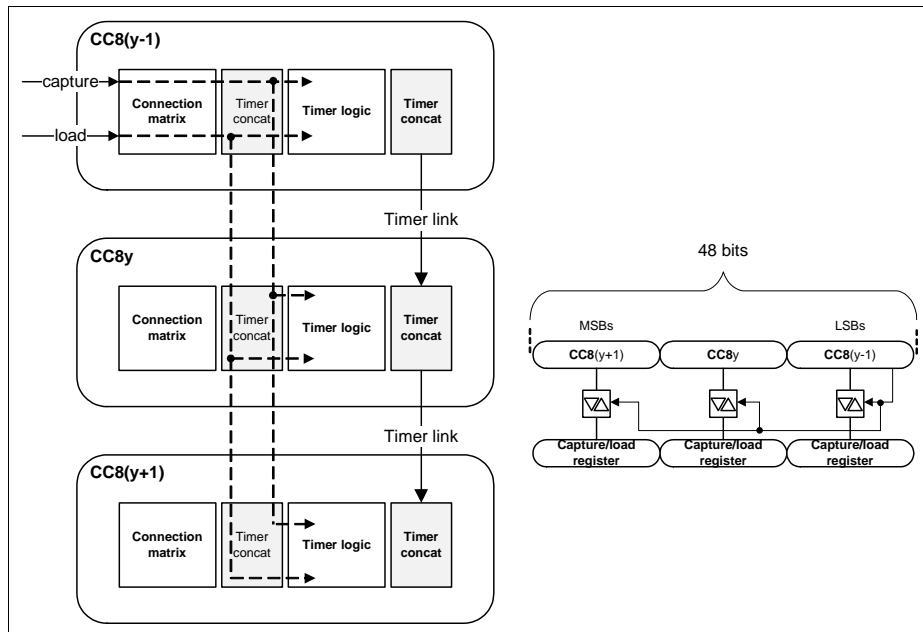 CC8(y-1)
capture
load
Connection
matrix
Timer
concat
Timer logic
Timer
concat
Timer link
CC8y
Connection
matrix
Timer
concat
Timer logic
Timer
concat
Timer link
CC8(y+1)
Connection
matrix
Timer
concat
Timer logic
Timer
concat
48 bits
MSBs
LSBs
CC8(y+1)
CC8y
CC8(y-1)
Capture/load
register
Capture/load
register
Capture/load
register